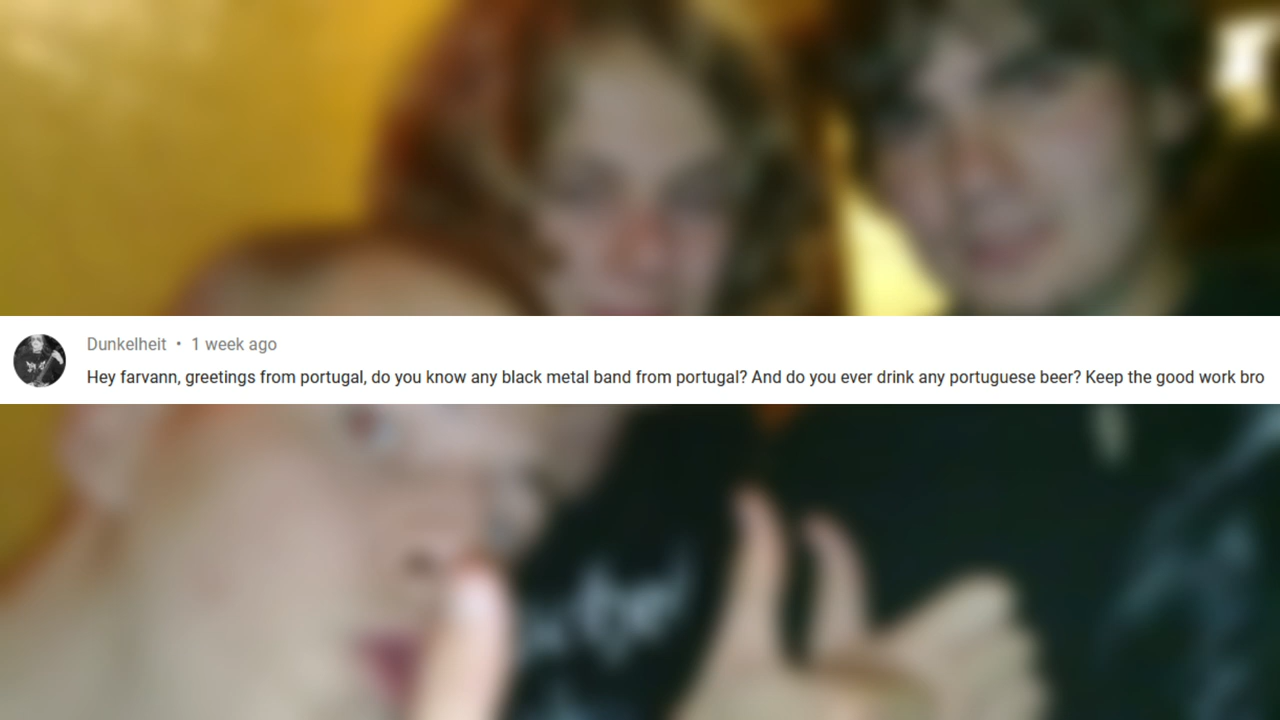 Dunkelheit • 1 week ago
Hey farvann, greetings from portugal, do you know any black metal band from portugal? And do you ever drink any portuguese beer? Keep the good work bro